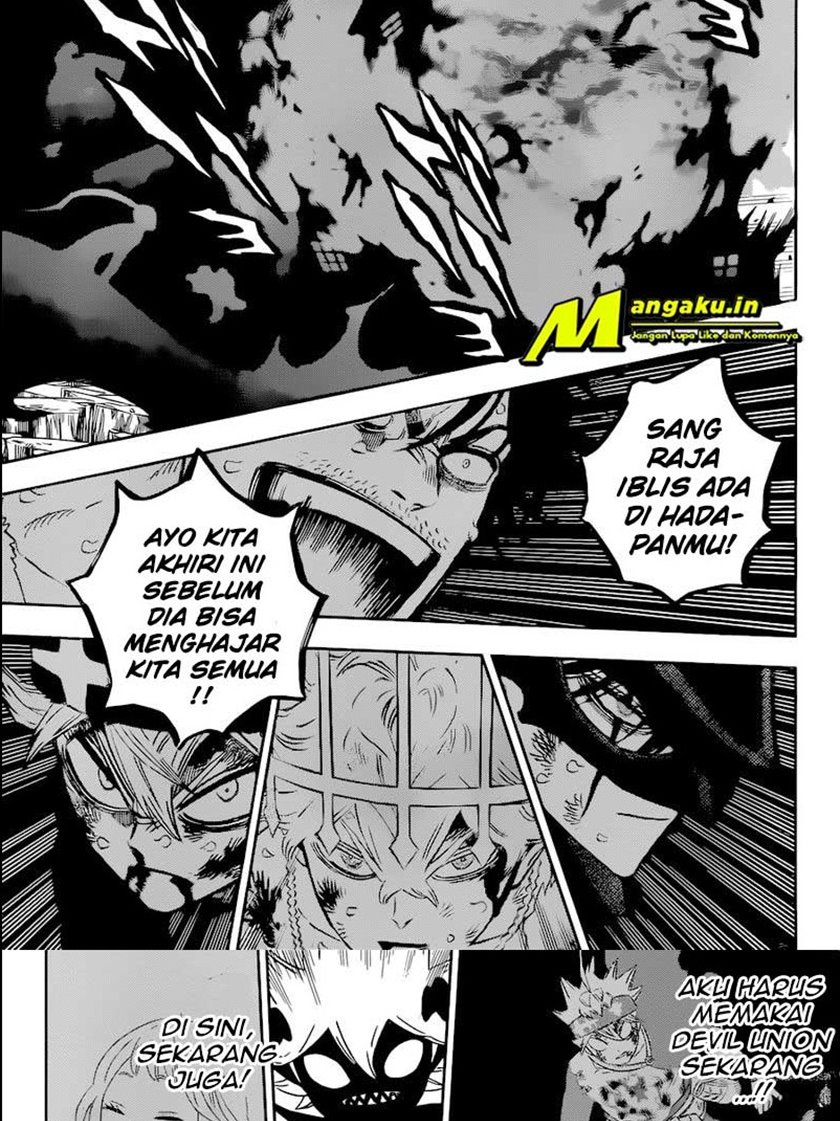 Mangaku.in
Jangan Lupa Like dan Komennya
SANG
RAJA
IBLIS ADA
DI HADA-
PANMU!
AYO KITA
AKHIRI INI
SEBELUM
DIA BISA
MENGHAJAR
KITA SEMUA
!!
AKU HARUS
MEMAKAI
DEVIL UNION
SEKARANG
...!!
DI SINI,
SEKARANG
JUGA!